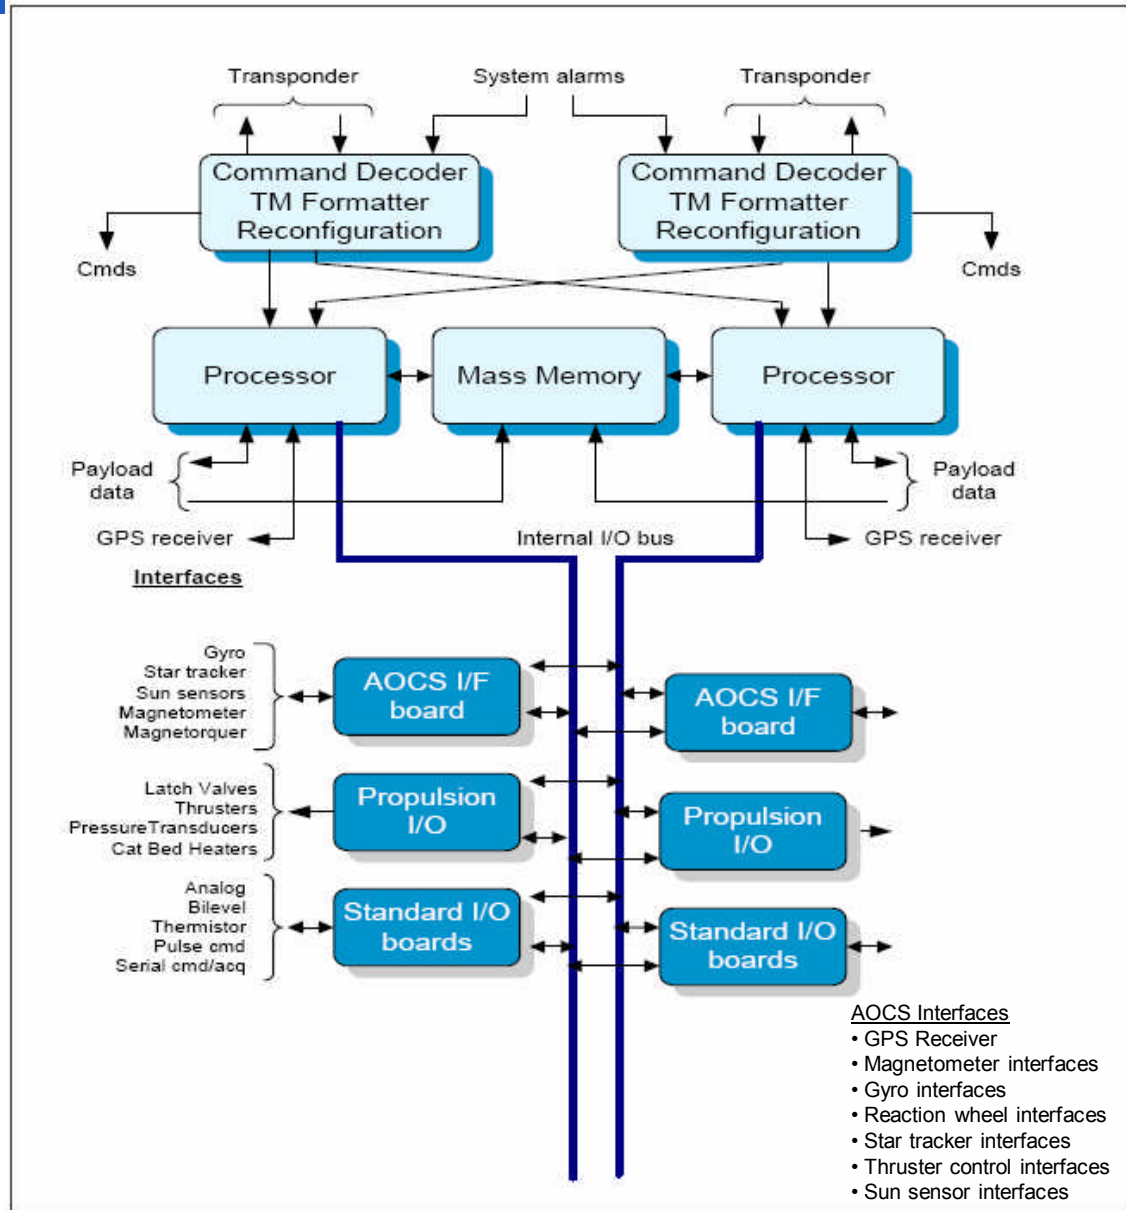 Transponder
System alarms
Transponder
Command Decoder
TM Formatter
Reconfiguration
Command Decoder
TM Formatter
Reconfiguration
Cmds
Cmds
Processor
Mass Memory
Processor
Payload
data
Payload
data
GPS receiver
Internal I/O bus
GPS receiver
Interfaces
Gyro
Star tracker
Sun sensors
Magnetometer
Magnetorquer
AOCS I/F
board
AOCS I/F
board
Latch Valves
Thrusters
PressureTransducers
Cat Bed Heaters
Propulsion
I/O
Propulsion
I/O
Analog
Bilevel
Thermistor
Pulse cmd
Serial cmd/acq
Standard I/O
boards
Standard I/O
boards
AOCS Interfaces
• GPS Receiver
• Magnetometer interfaces
• Gyro interfaces
• Reaction wheel interfaces
• Star tracker interfaces
• Thruster control interfaces
• Sun sensor interfaces